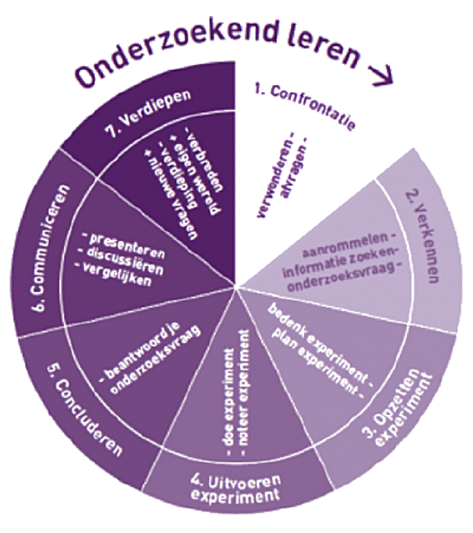 Onderzoekend leren
1. Confrontatie
verwonderen -
afvragen -
2. Verkennen
aanrommelen -
informatie zoeken-
onderzoeksvraag -
3. Opzetten
experiment
bedenk experiment -
plan experiment -
4. Uitvoeren
experiment
- doe experiment
- noteer experiment
5. Concluderen
- beantwoord je
onderzoeksvraag
6. Communiceren
- presenteren
- discussiëren
- vergelijken
7. Verdiepen
- verbreden
+ eigen wereld
- verdieping
+ nieuwe vragen